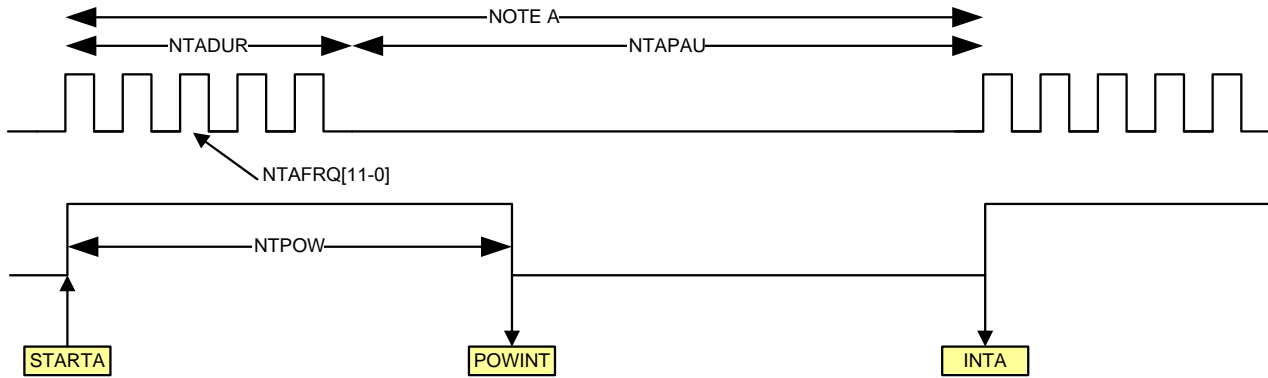 NOTE A
NTADUR
NTAPAU
NTAFRQ[11-0]
NTPOW
STARTA
POWINT
INTA